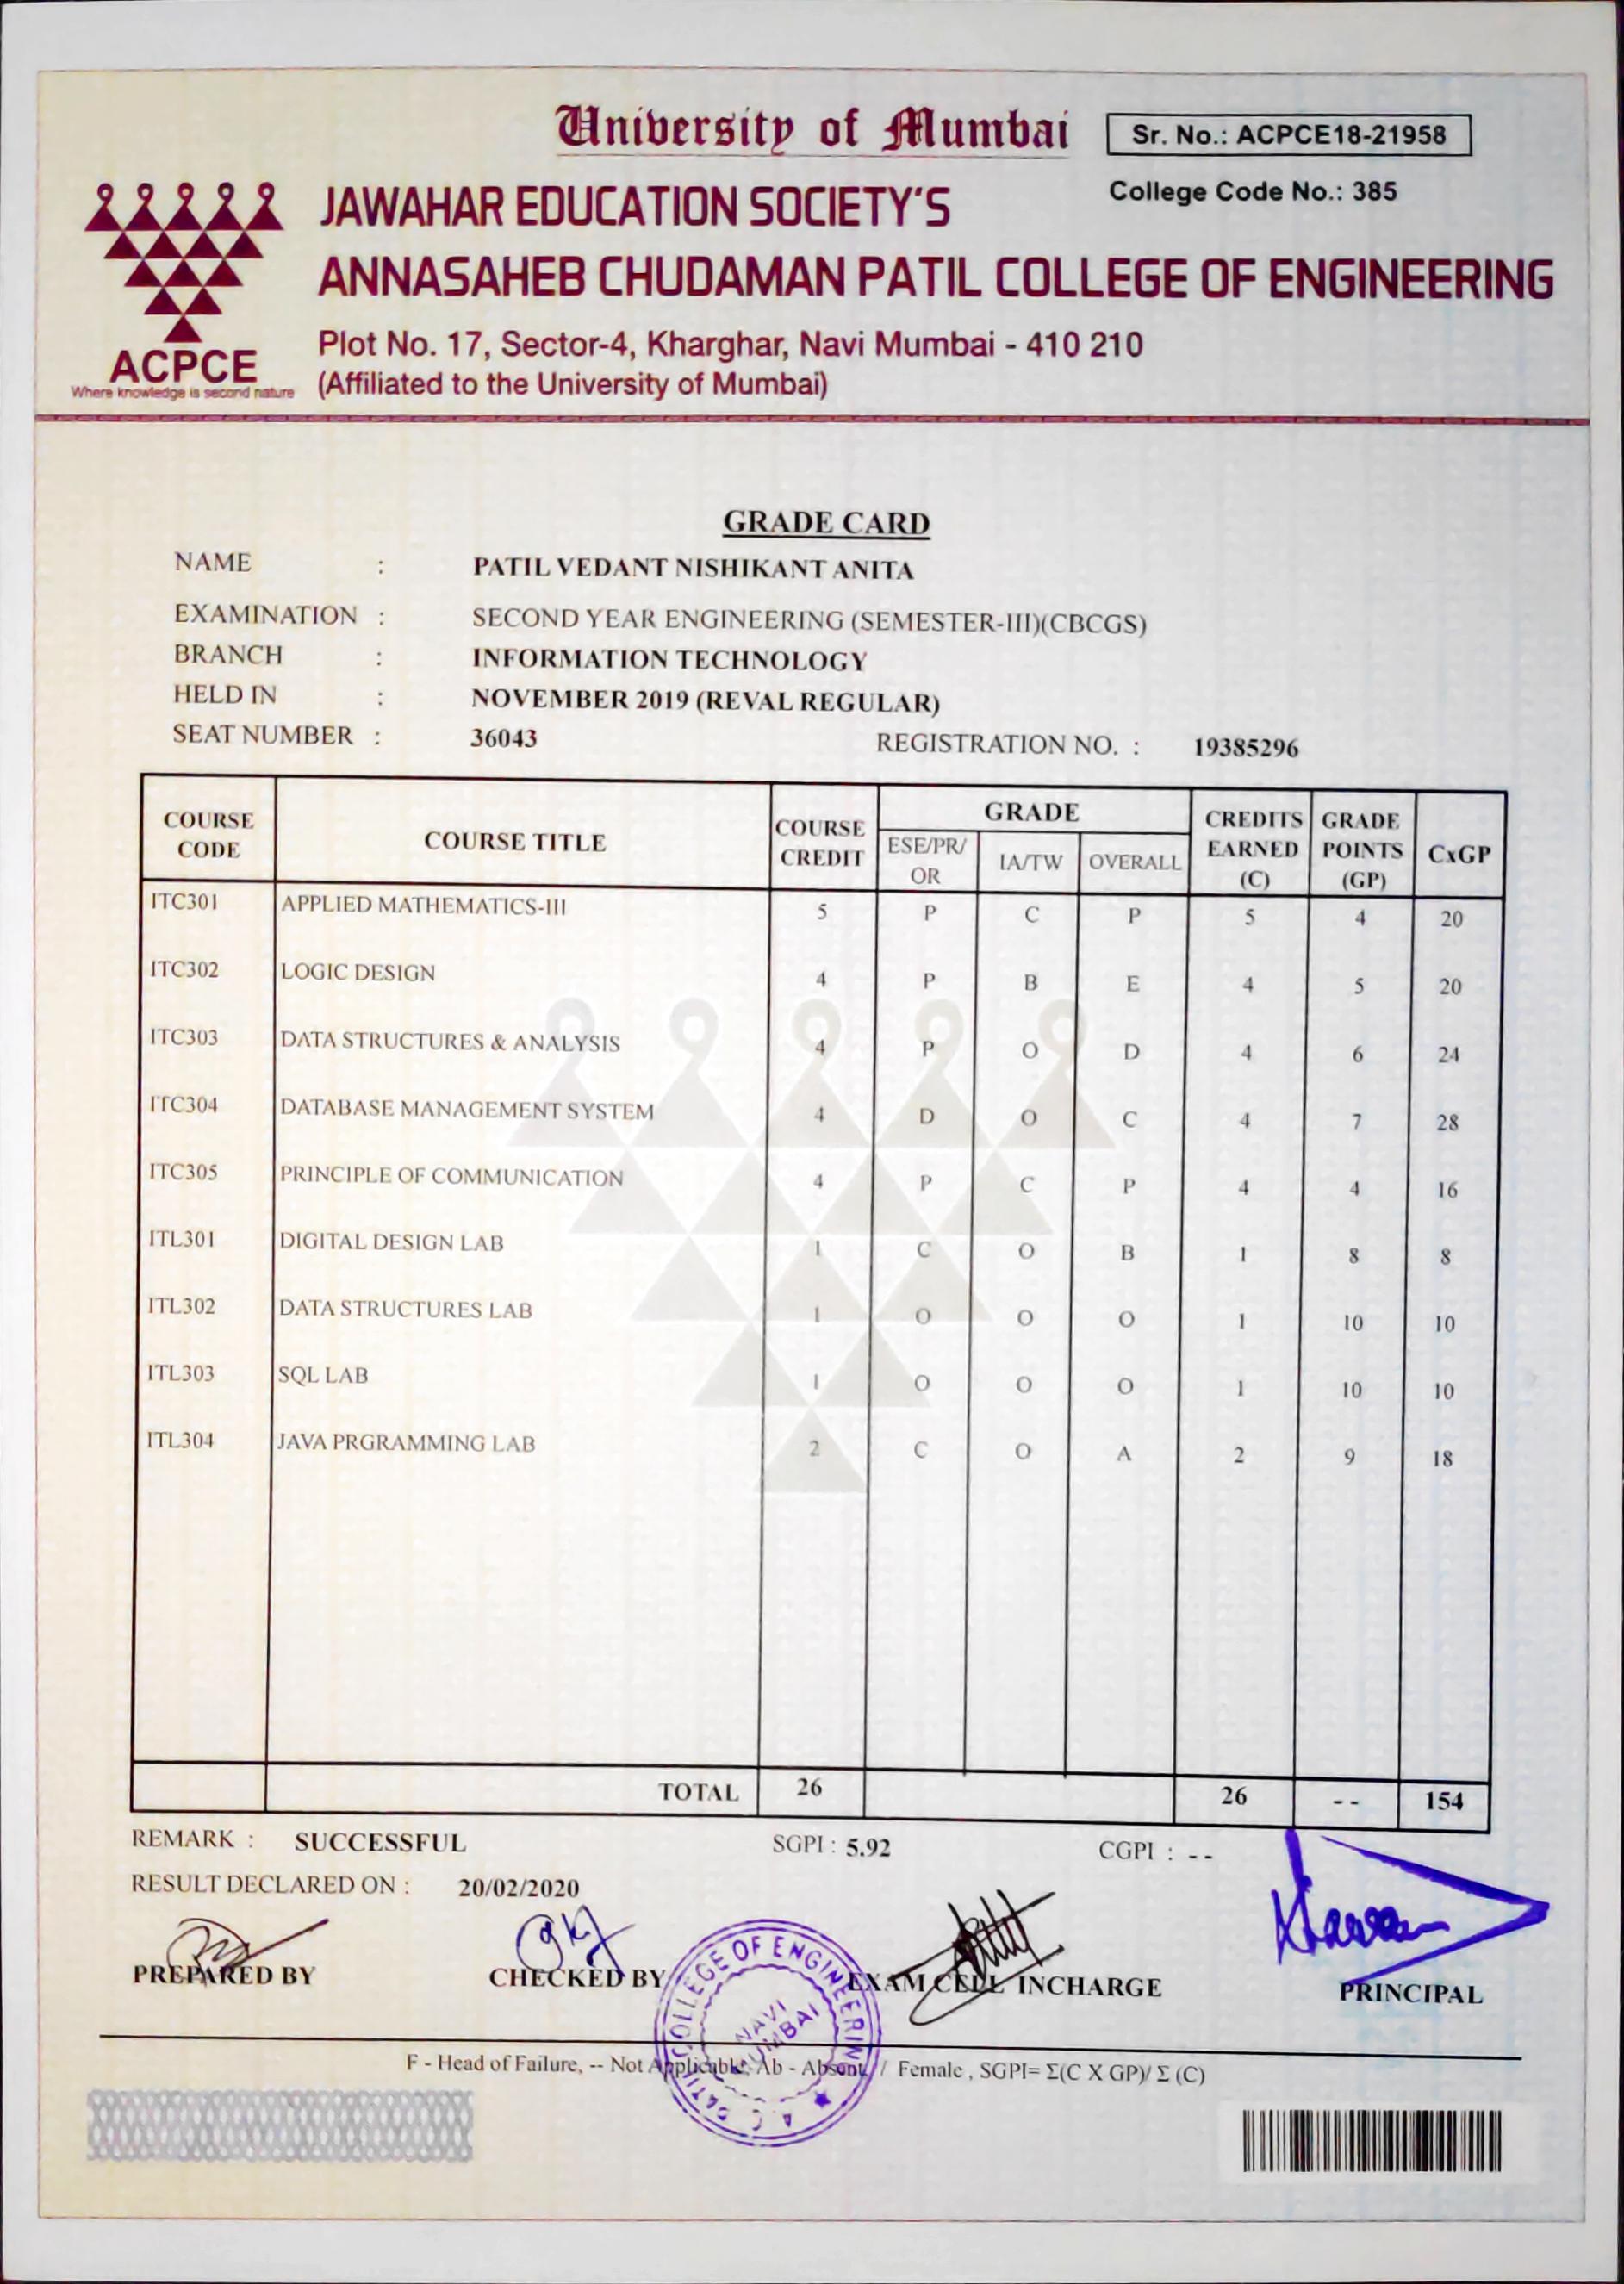 University of Mumbai
Sr. No.: ACPCE18-21958
College Code No.: 385
JAWAHAR EDUCATION SOCIETY'S
ANNASAHEB CHUDAMAN PATIL COLLEGE OF ENGINEERING
Plot No. 17, Sector-4, Kharghar, Navi Mumbai - 410 210
(Affiliated to the University of Mumbai)
ACPCE
Where knowledge is second nature
GRADE CARD
NAME : PATIL VEDANT NISHIKANT ANITA
EXAMINATION : SECOND YEAR ENGINEERING (SEMESTER-III)(CBCGS)
BRANCH : INFORMATION TECHNOLOGY
HELD IN : NOVEMBER 2019 (REVAL REGULAR)
SEAT NUMBER : 36043 REGISTRATION NO. : 19385296
COURSE CODE COURSE TITLE COURSE CREDIT GRADE ESE/PR/OR IA/TW OVERALL CREDITS EARNED (C) GRADE POINTS (GP) CxGP
ITC301 APPLIED MATHEMATICS-III 5 P C P 5 4 20
ITC302 LOGIC DESIGN 4 P B E 4 5 20
ITC303 DATA STRUCTURES & ANALYSIS 4 P O D 4 6 24
ITC304 DATABASE MANAGEMENT SYSTEM 4 D O C 4 7 28
ITC305 PRINCIPLE OF COMMUNICATION 4 P C P 4 4 16
ITL301 DIGITAL DESIGN LAB 1 C O B 1 8 8
ITL302 DATA STRUCTURES LAB 1 O O O 1 10 10
ITL303 SQL LAB 1 O O O 1 10 10
ITL304 JAVA PRGRAMMING LAB 2 C O A 2 9 18
TOTAL 26 26 -- 154
REMARK : SUCCESSFUL SGPI : 5.92 CGPI : --
RESULT DECLARED ON : 20/02/2020
PREPARED BY CHECKED BY EXAM CELL INCHARGE PRINCIPAL
COLLEGE OF ENGINEERING
NAVI
MUMBAI
A. C. PATIL
F - Head of Failure, -- Not Applicable, Ab - Absent, / Female , SGPI= Σ(C X GP)/ Σ (C)